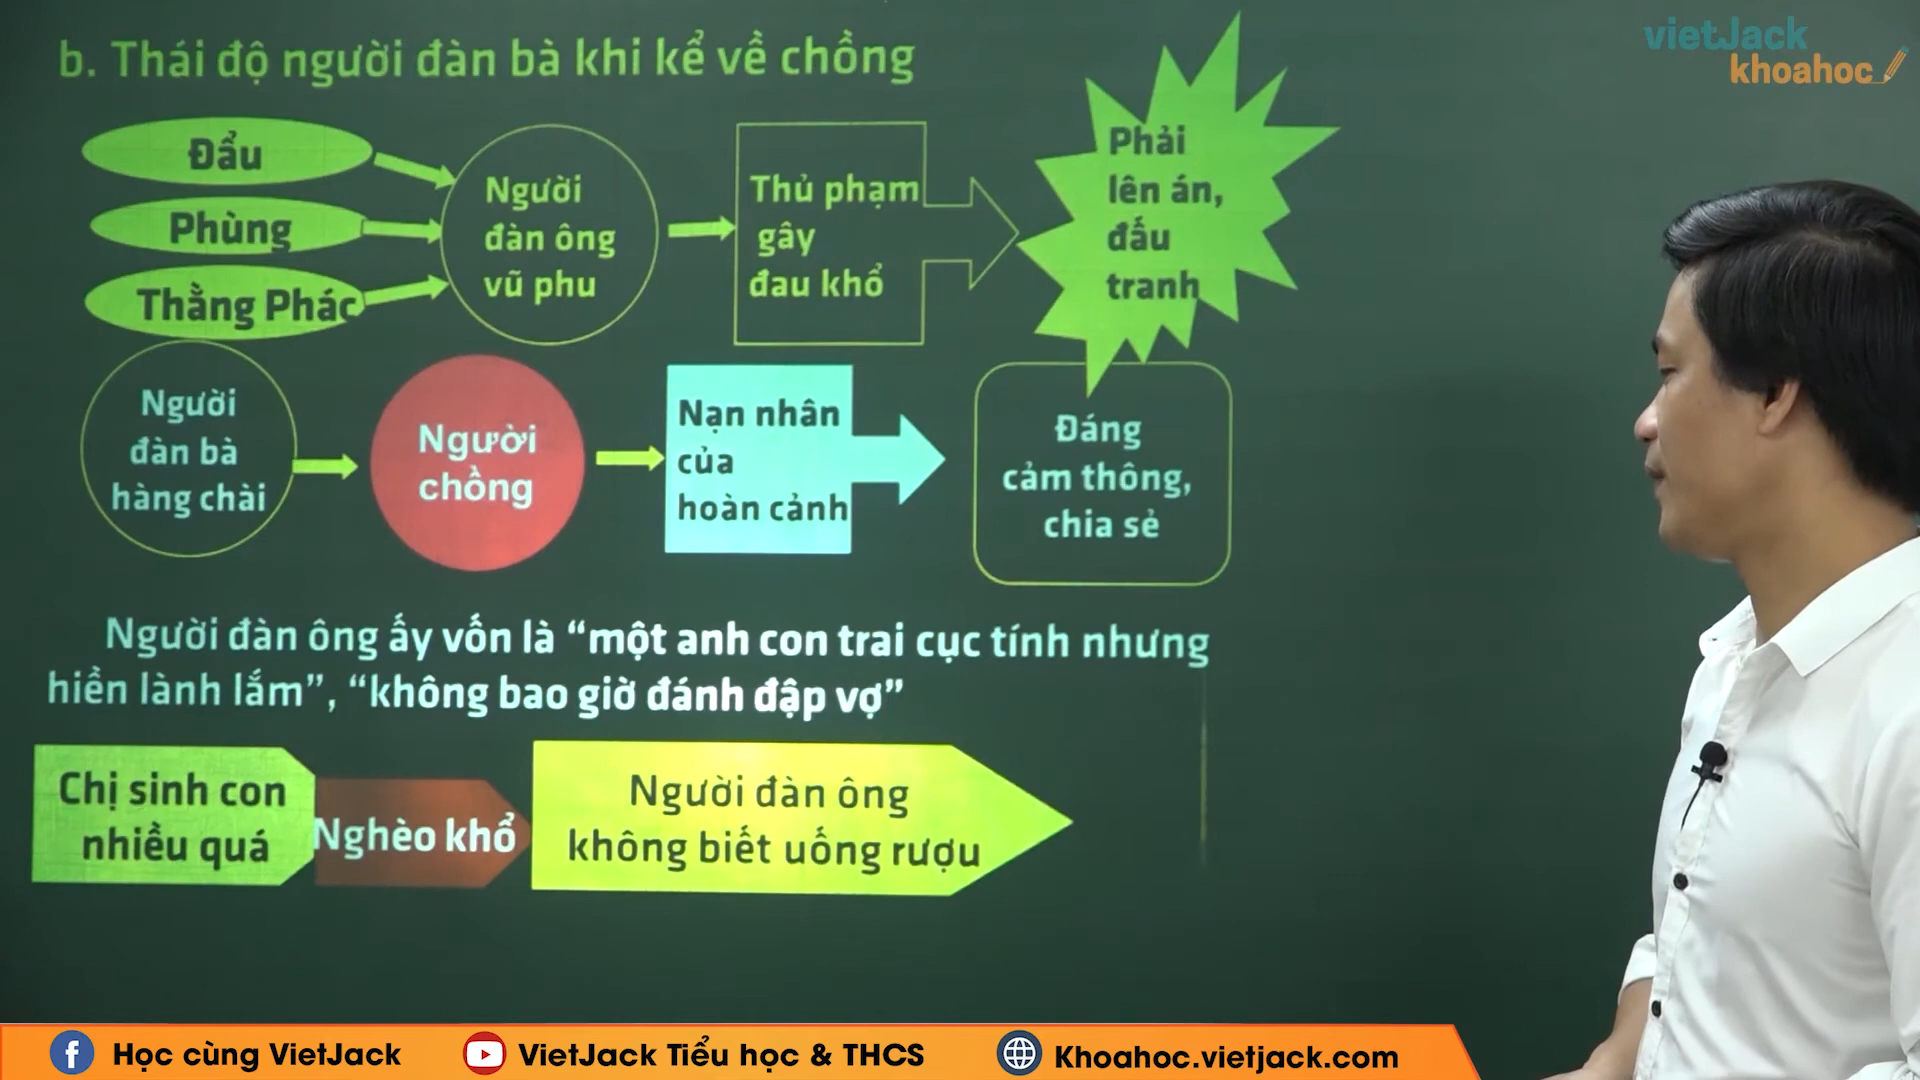 b. Thái độ người đàn bà khi kể về chồng
vietJack
khoahoc
Đẩu
Phùng
Thằng Phác
Người
đàn ông
vũ phu
Thủ phạm
gây
đau khổ
Phải
lên án,
đấu
tranh
Người
đàn bà
hàng chài
Người
chồng
Nạn nhân
của
hoàn cảnh
Đáng
cảm thông,
chia sẻ
Người đàn ông ấy vốn là “một anh con trai cục tính nhưng
hiền lành lắm”, “không bao giờ đánh đập vợ”
Chị sinh con
nhiều quá
Nghèo khổ
Người đàn ông
không biết uống rượu
Học cùng VietJack
VietJack Tiểu học & THCS
Khoahoc.vietjack.com